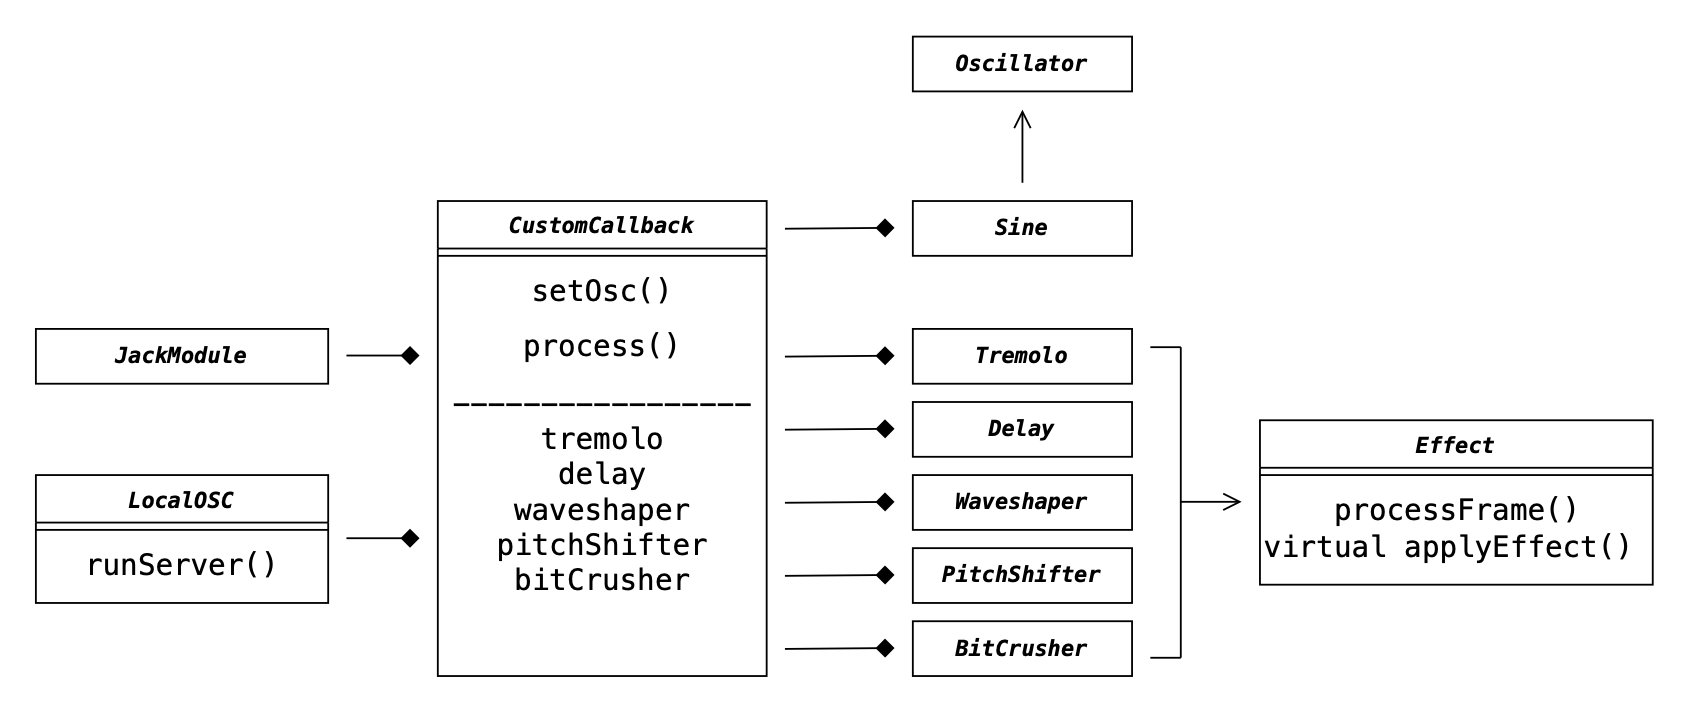 Oscillator
CustomCallback
Sine
setOsc()
process()
JackModule
Tremolo
-----------------
tremolo
delay
waveshaper
pitchShifter
bitCrusher
Delay
LocalOSC
runServer()
Waveshaper
PitchShifter
BitCrusher
Effect
processFrame()
virtual applyEffect()